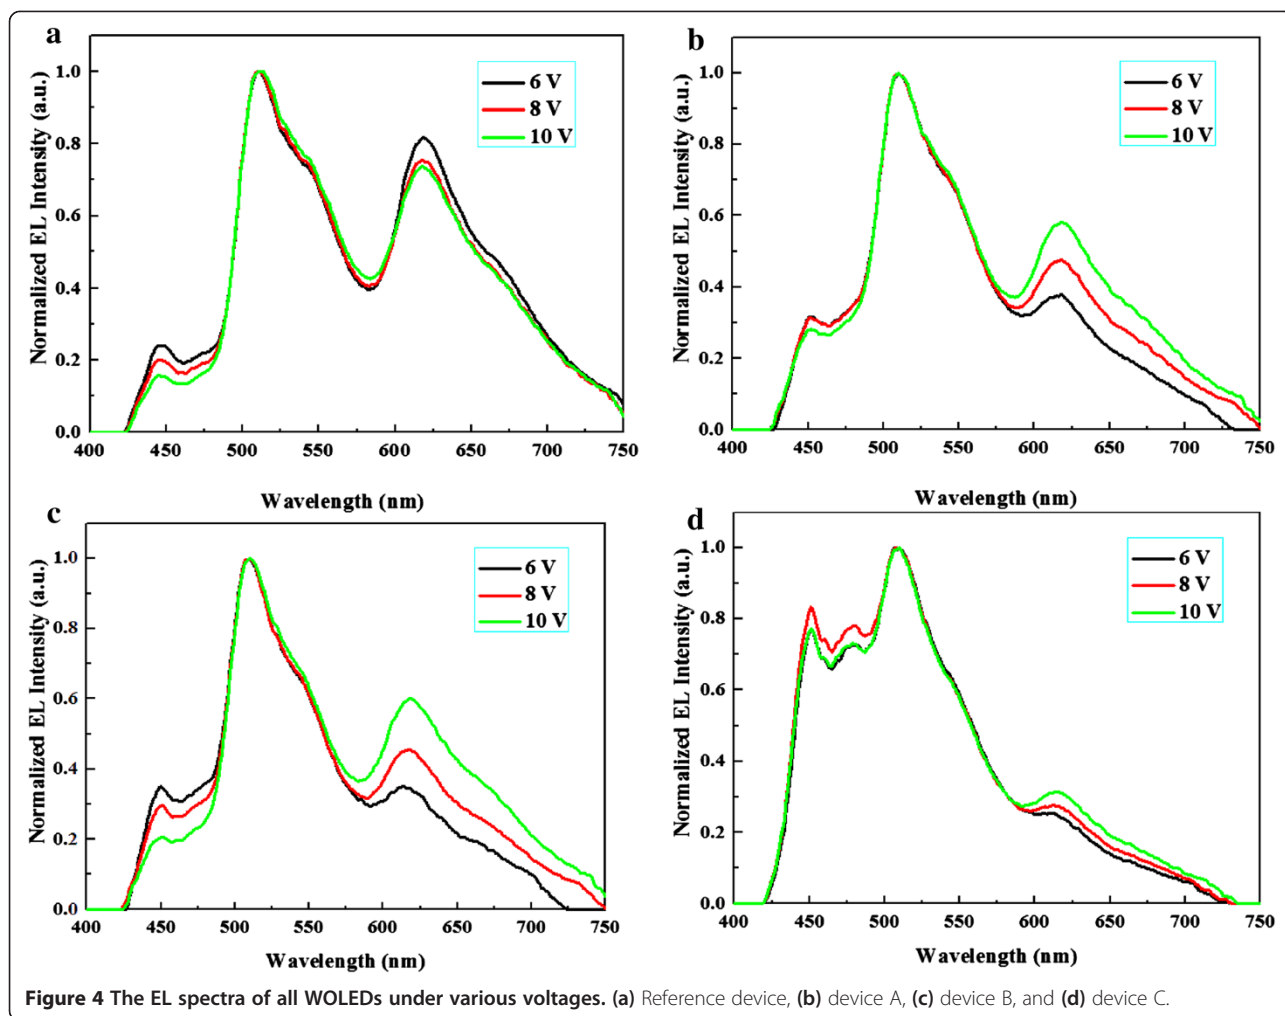 a
Normalized EL Intensity (a.u.)
1.0
0.8
0.6
0.4
0.2
0.0
6 V
8 V
10 V
400 450 500 550 600 650 700 750
Wavelength (nm)
b
Normalized EL Intensity (a.u.)
1.0
0.8
0.6
0.4
0.2
0.0
6 V
8 V
10 V
400 450 500 550 600 650 700 750
Wavelength (nm)
c
Normalized EL Intensity (a.u.)
1.0
0.8
0.6
0.4
0.2
0.0
6 V
8 V
10 V
400 450 500 550 600 650 700 750
Wavelength (nm)
d
Normalized EL Intensity (a.u.)
1.0
0.8
0.6
0.4
0.2
0.0
6 V
8 V
10 V
400 450 500 550 600 650 700 750
Wavelength (nm)
Figure 4 The EL spectra of all WOLEDs under various voltages. (a) Reference device, (b) device A, (c) device B, and (d) device C.